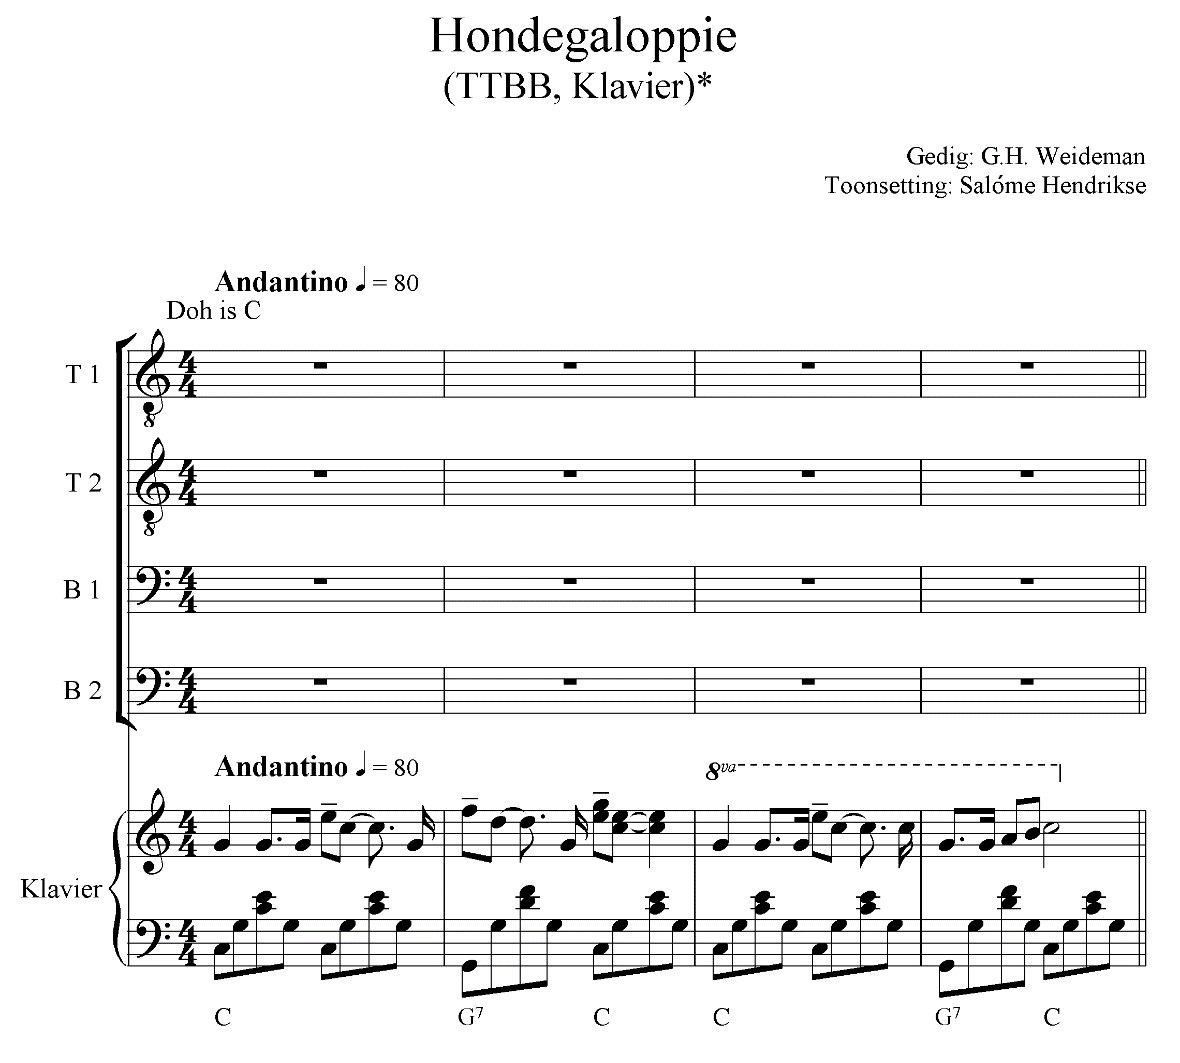 Hondegaloppie
(TTBB, Klavier)*
Gedig: G.H. Weideman
Toonsetting: Salóme Hendrikse
Andantino ♩ = 80
Doh is C
T 1
T 2
B 1
B 2
Andantino ♩ = 80
8va
Klavier
C G7 C C G7 C